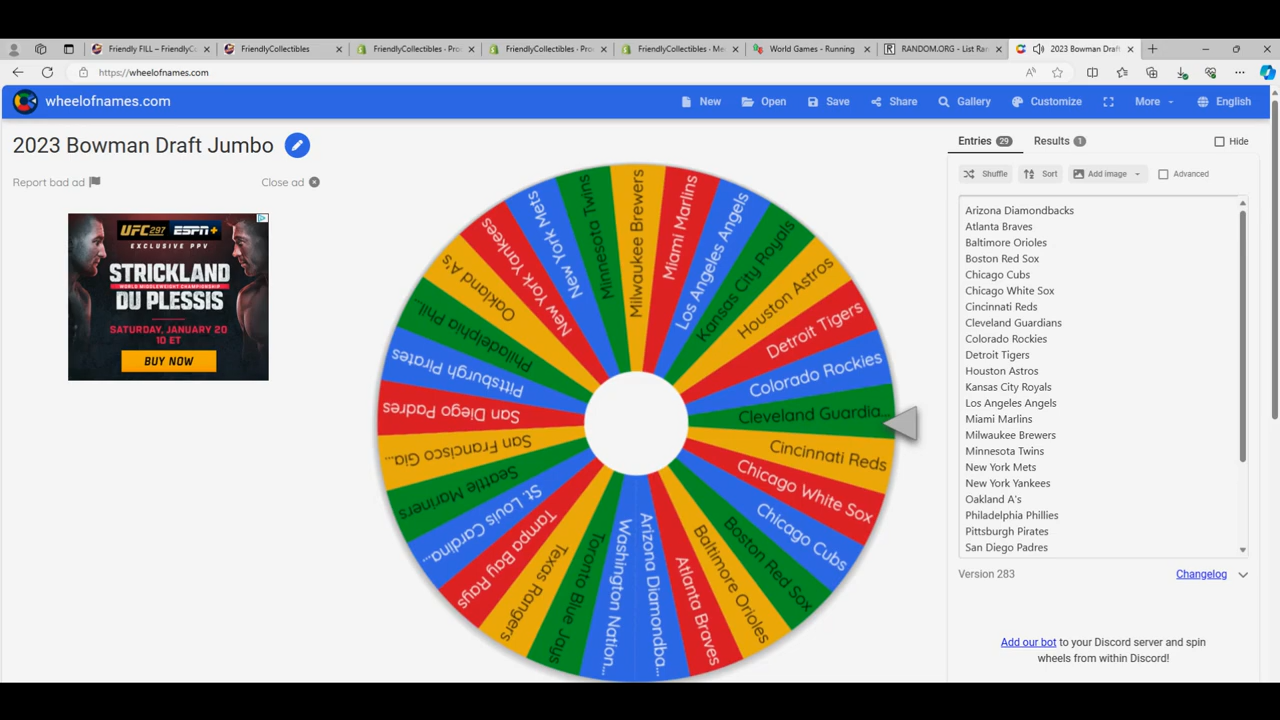 Friendly FILL – FriendlyCo
FriendlyCollectibles
FriendlyCollectibles · Pro
FriendlyCollectibles · Pro
FriendlyCollectibles · Me
World Games - Running
RANDOM.ORG - List Ran
2023 Bowman Draft
https://wheelofnames.com
wheelofnames.com
New
Open
Save
Share
Gallery
Customize
More
English
2023 Bowman Draft Jumbo
Report bad ad
Close ad
UFC 297 ESPN+
EXCLUSIVE PPV
STRICKLAND
WORLD MIDDLEWEIGHT CHAMPIONSHIP
DU PLESSIS
SATURDAY, JANUARY 20
10 ET
BUY NOW
Milwaukee Brewers
Miami Marlins
Los Angeles Angels
Kansas City Royals
Houston Astros
Detroit Tigers
Colorado Rockies
Cleveland Guardia...
Cincinnati Reds
Chicago White Sox
Chicago Cubs
Boston Red Sox
Baltimore Orioles
Atlanta Braves
Arizona Diamondba...
Washington Nation...
Toronto Blue Jays
Texas Rangers
Tampa Bay Rays
St. Louis Cardina...
Seattle Mariners
San Francisco Gia...
San Diego Padres
Pittsburgh Pirates
Philadelphia Phil...
Oakland A's
New York Yankees
New York Mets
Minnesota Twins
Entries 29
Results 1
Hide
Shuffle
Sort
Add image
Advanced
Arizona Diamondbacks
Atlanta Braves
Baltimore Orioles
Boston Red Sox
Chicago Cubs
Chicago White Sox
Cincinnati Reds
Cleveland Guardians
Colorado Rockies
Detroit Tigers
Houston Astros
Kansas City Royals
Los Angeles Angels
Miami Marlins
Milwaukee Brewers
Minnesota Twins
New York Mets
New York Yankees
Oakland A's
Philadelphia Phillies
Pittsburgh Pirates
San Diego Padres
Version 283
Changelog
Add our bot to your Discord server and spin
wheels from within Discord!